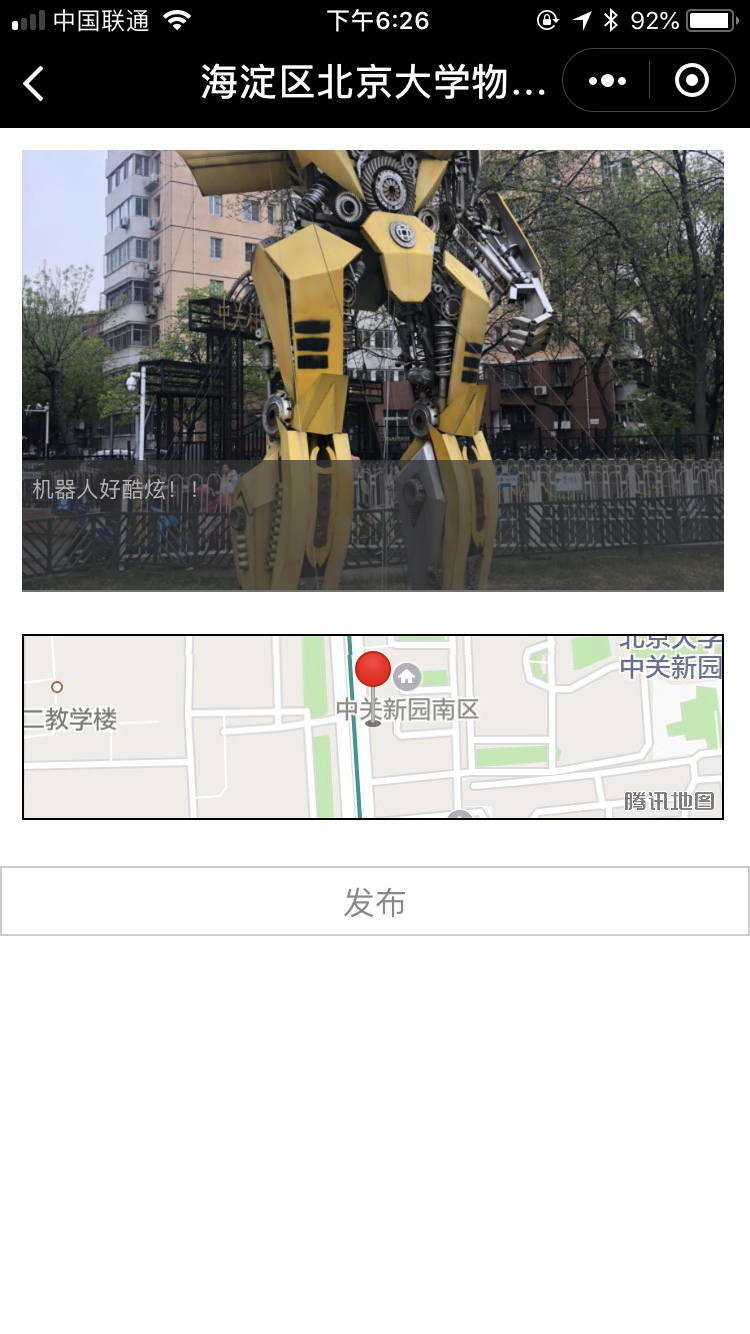 中国联通
下午6:26
92%
海淀区北京大学物...
中关
机器人好酷炫！！
北京大学
中关新园
中关新园南区
二教学楼
腾讯地图
发布